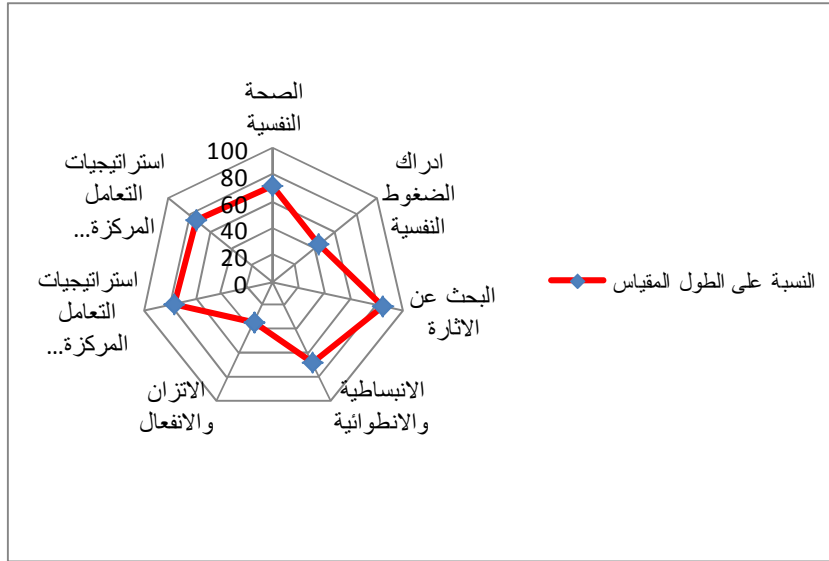 الصحة
النفسية
ادراك
الضغوط
النفسية
البحث عن
الاثارة
الانبساطية
والانطوائية
الاتزان
والانفعال
استراتيجيات
التعامل
المركزة...
استراتيجيات
التعامل
المركزة...
100
80
60
40
20
0
النسبة على الطول المقياس